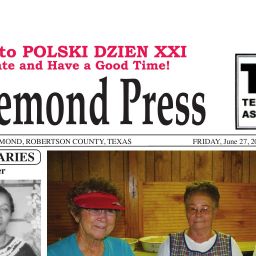 to POLSKI DZIEN XXI
ate and Have a Good Time!
emond Press
T
TE
AS
MOND, ROBERTSON COUNTY, TEXAS FRIDAY, June 27, 20
ARIES
er